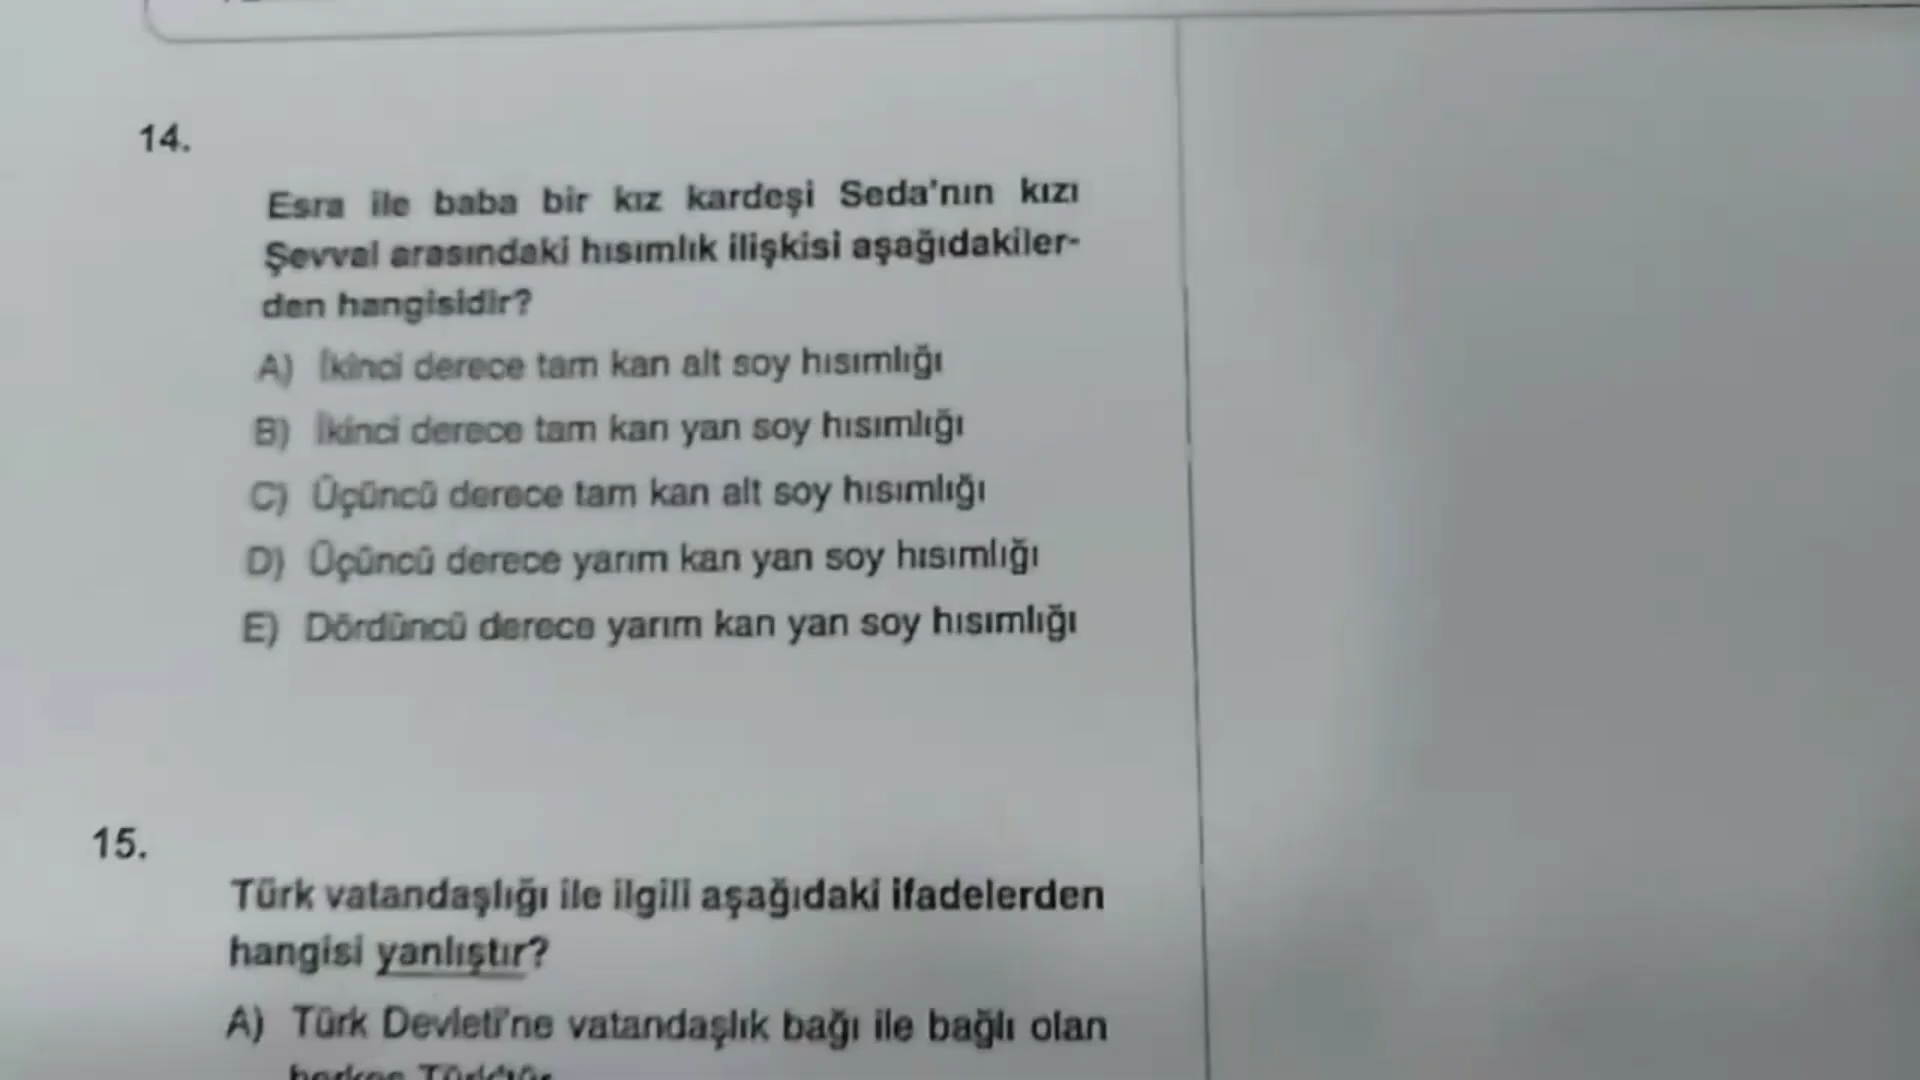 14.
Esra ile baba bir kız kardeşi Seda'nın kızı
Şevval arasındaki hısımlık ilişkisi aşağıdakiler-
den hangisidir?
A) İkinci derece tam kan alt soy hısımlığı
B) İkinci derece tam kan yan soy hısımlığı
C) Üçüncü derece tam kan alt soy hısımlığı
D) Üçüncü derece yarım kan yan soy hısımlığı
E) Dördüncü derece yarım kan yan soy hısımlığı
15.
Türk vatandaşlığı ile ilgili aşağıdaki ifadelerden
hangisi yanlıştır?
A) Türk Devleti'ne vatandaşlık bağı ile bağlı olan
herkes Türktür